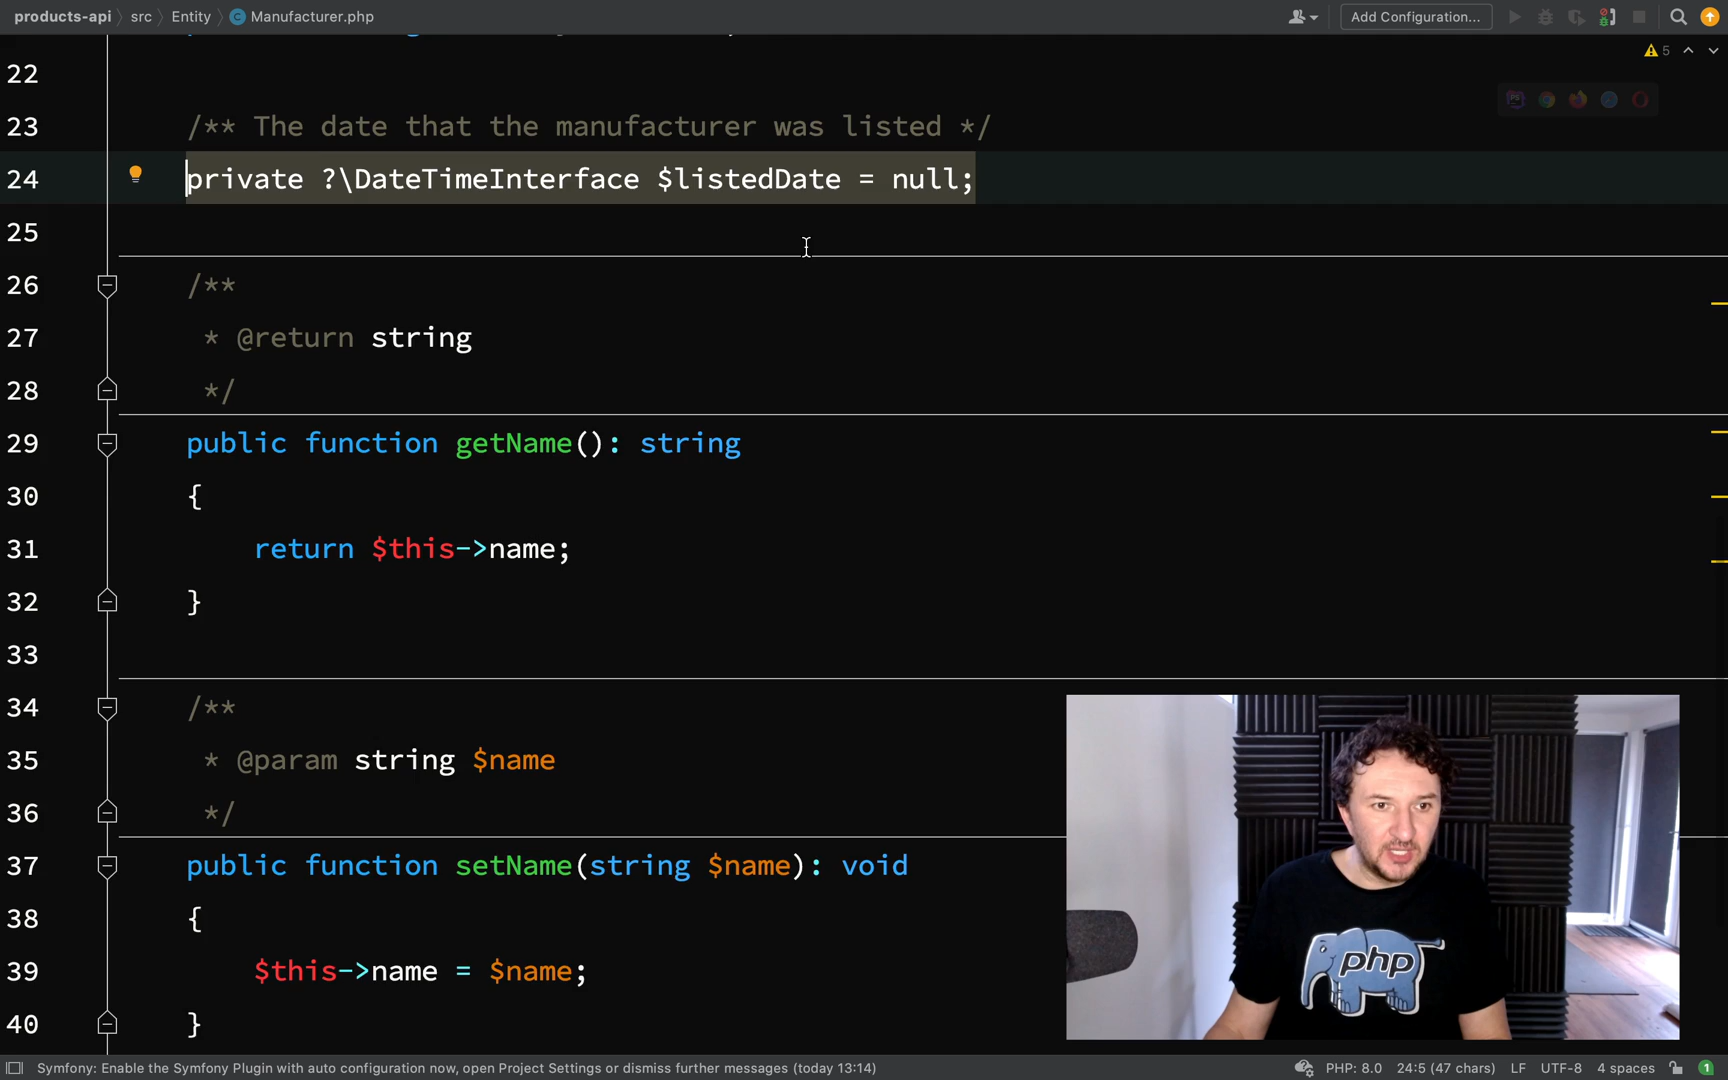 products-api src Entity Manufacturer.php Add Configuration...
5
22
23 /** The date that the manufacturer was listed */
24 private ?\DateTimeInterface $listedDate = null;
25
26 /**
27 * @return string
28 */
29 public function getName(): string
30 {
31 return $this->name;
32 }
33
34 /**
35 * @param string $name
36 */
37 public function setName(string $name): void
38 {
39 $this->name = $name;
40 }
php
Symfony: Enable the Symfony Plugin with auto configuration now, open Project Settings or dismiss further messages (today 13:14) PHP: 8.0 24:5 (47 chars) LF UTF-8 4 spaces 1